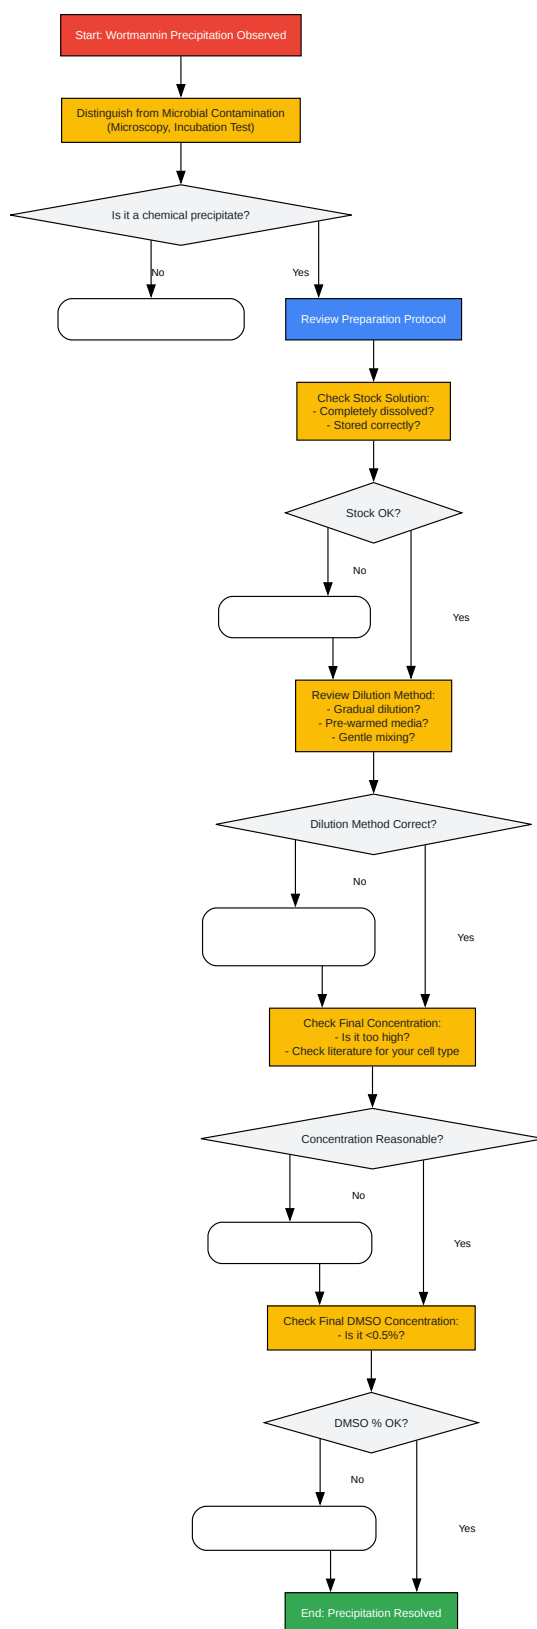 Start: Wortmannin Precipitation Observed
Distinguish from Microbial Contamination
(Microscopy, Incubation Test)
Is it a chemical precipitate?
No
Yes
Review Preparation Protocol
Check Stock Solution:
- Completely dissolved?
- Stored correctly?
Stock OK?
No
Yes
Review Dilution Method:
- Gradual dilution?
- Pre-warmed media?
- Gentle mixing?
Dilution Method Correct?
No
Yes
Check Final Concentration:
- Is it too high?
- Check literature for your cell type
Concentration Reasonable?
No
Yes
Check Final DMSO Concentration:
- Is it <0.5%?
DMSO % OK?
No
Yes
End: Precipitation Resolved